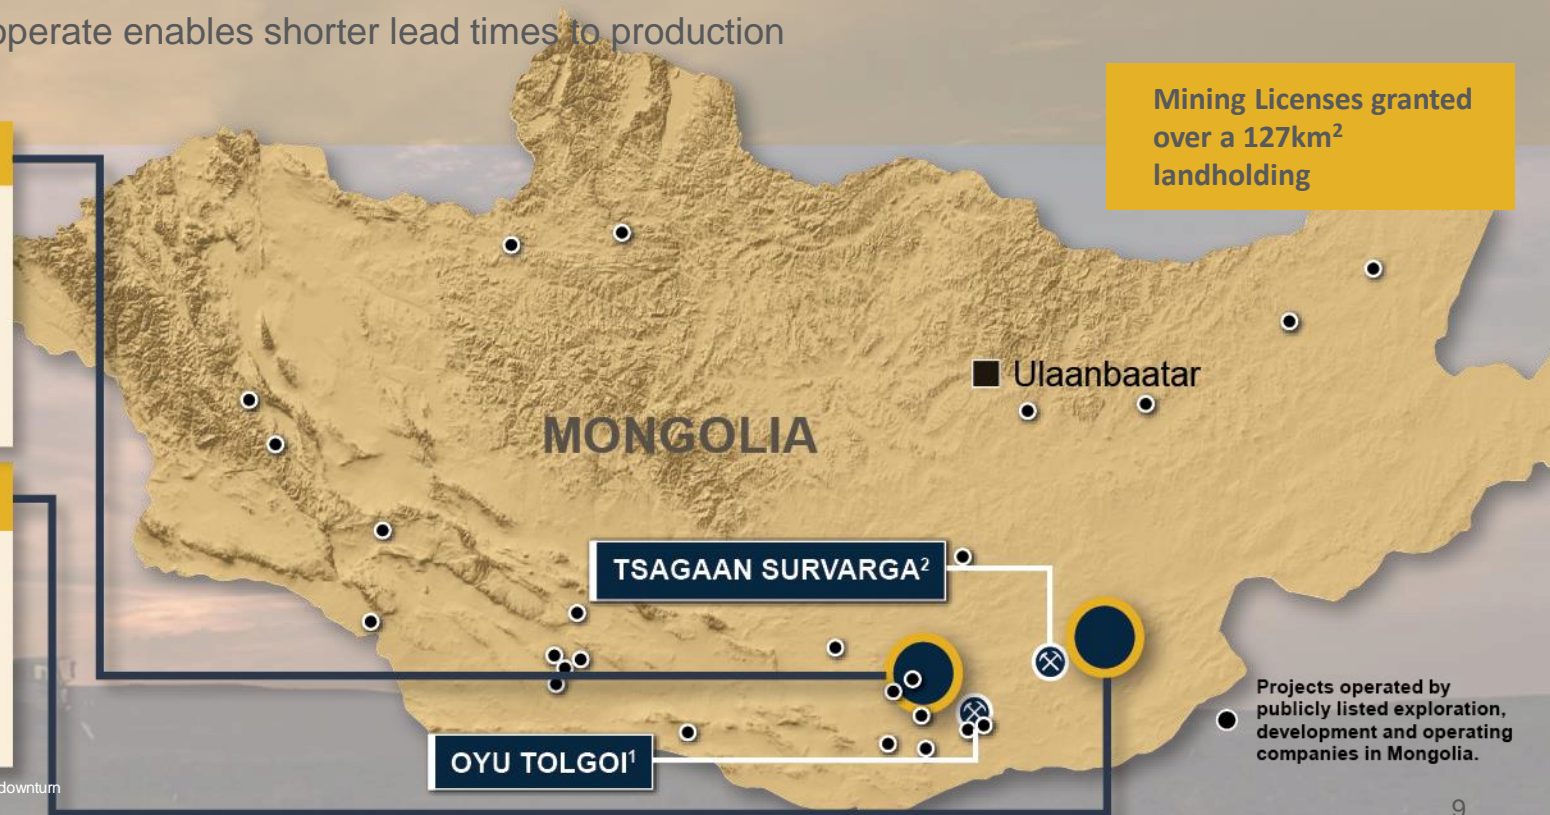 operate enables shorter lead times to production
Mining Licenses granted
over a 127km²
landholding
Ulaanbaatar
MONGOLIA
TSAGAAN SURVARGA²
OYU TOLGOI¹
Projects operated by
publicly listed exploration,
development and operating
companies in Mongolia.
downturn
9